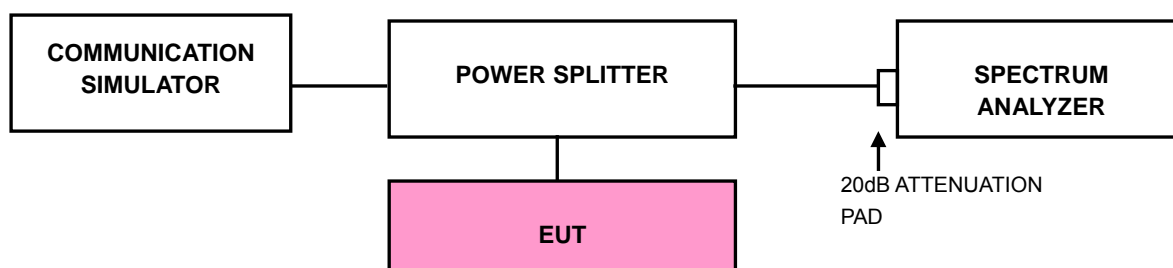 COMMUNICATION
SIMULATOR
POWER SPLITTER
SPECTRUM
ANALYZER
20dB ATTENUATION
PAD
EUT